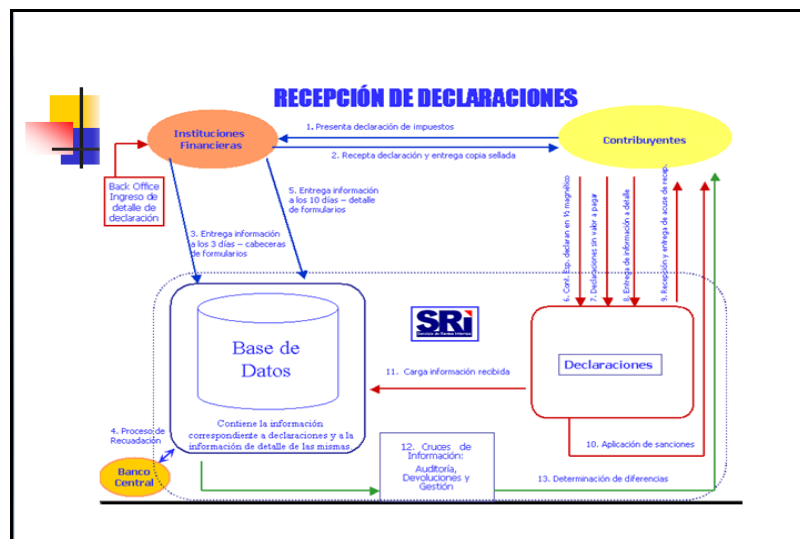 RECEPCIÓN DE DECLARACIONES
Instituciones
Financieras
1. Presenta declaración de impuestos
2. Recepta declaración y entrega copia sellada
Contribuyentes
Back Office
Ingreso de
detalle de
declaración
5. Entrega información
a los 10 días – detalle
de formularios
3. Entrega información
a los 3 días – cabeceras
de formularios
6. Cont. Esp. declaran en ½ magnético
7. Declaraciones sin valor a pagar
8. Entrega de información a detalle
9. Recepción y entrega de acuse de recep.
SRi
Base de
Datos
Declaraciones
11. Carga información recibida
Contiene la información
correspondiente a declaraciones y a la
información de detalle de las mismas
4. Proceso de
Recuadación
Banco
Central
12. Cruces de
Información:
Auditoría,
Devoluciones y
Gestión
10. Aplicación de sanciones
13. Determinación de diferencias